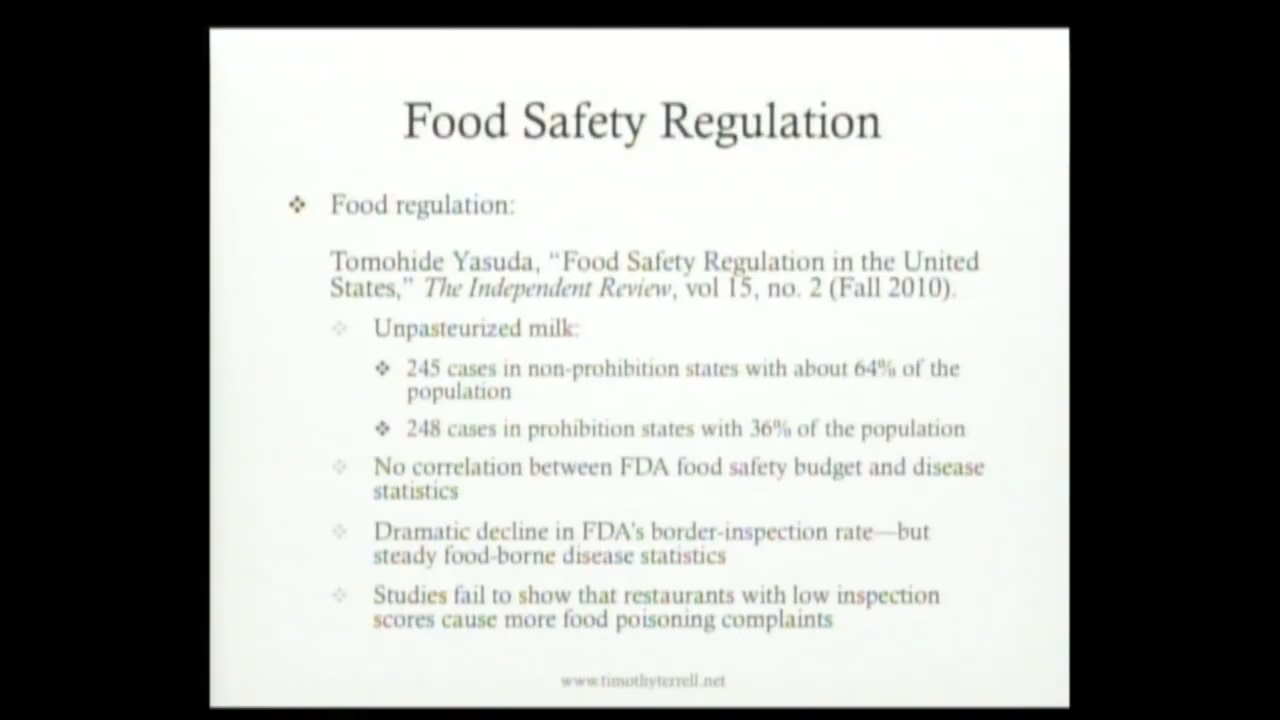 Food Safety Regulation
Food regulation:
Tomohide Yasuda, “Food Safety Regulation in the United
States,” The Independent Review, vol 15, no. 2 (Fall 2010).
Unpasteurized milk:
245 cases in non-prohibition states with about 64% of the
population
248 cases in prohibition states with 36% of the population
No correlation between FDA food safety budget and disease
statistics
Dramatic decline in FDA’s border-inspection rate—but
steady food-borne disease statistics
Studies fail to show that restaurants with low inspection
scores cause more food poisoning complaints
www.timothyterrell.net